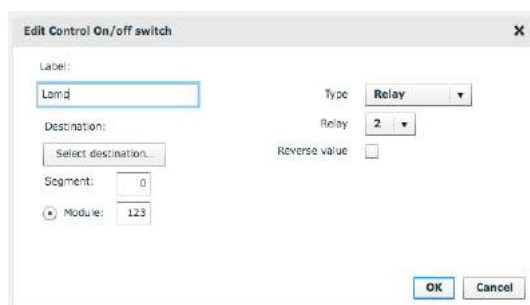 Edit Control On/off switch
Label:
Lamp
Type Relay
Destination:
Relay 2
Select destination...
Reverse value
Segment: 0
Module: 123
OK Cancel